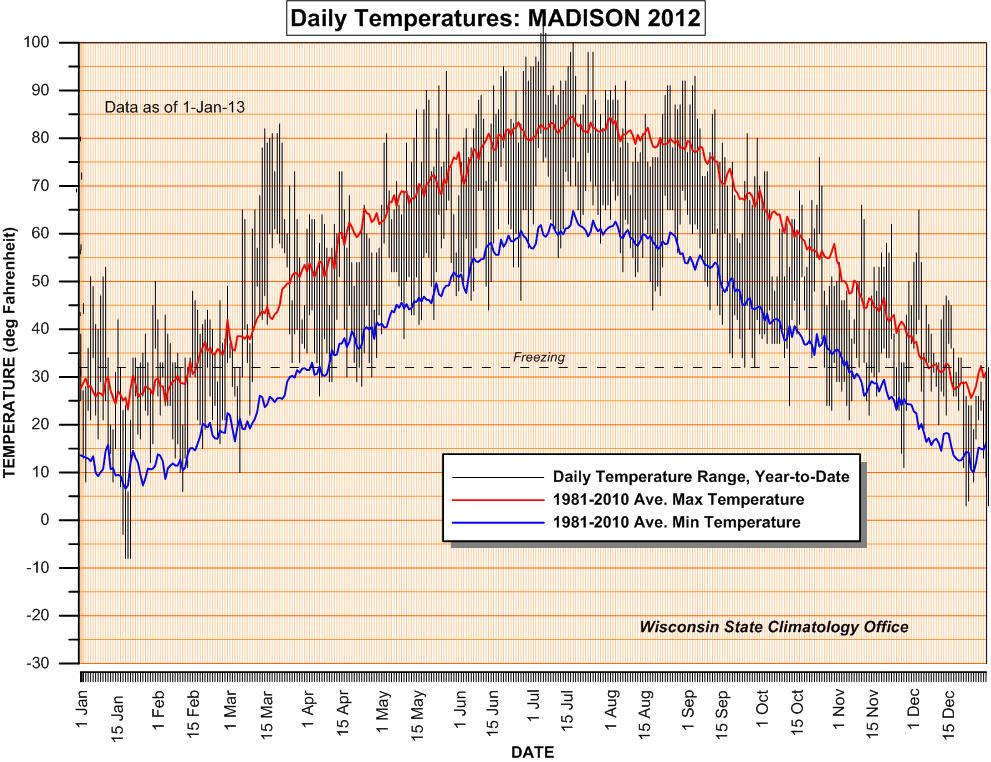 Daily Temperatures: MADISON 2012
100
90
80
70
60
50
40
30
20
10
0
-10
-20
-30
TEMPERATURE (deg Fahrenheit)
Data as of 1-Jan-13
Freezing
Daily Temperature Range, Year-to-Date
1981-2010 Ave. Max Temperature
1981-2010 Ave. Min Temperature
Wisconsin State Climatology Office
1 Jan
15 Jan
1 Feb
15 Feb
1 Mar
15 Mar
1 Apr
15 Apr
1 May
15 May
1 Jun
15 Jun
1 Jul
15 Jul
1 Aug
15 Aug
1 Sep
15 Sep
1 Oct
15 Oct
1 Nov
15 Nov
1 Dec
15 Dec
DATE